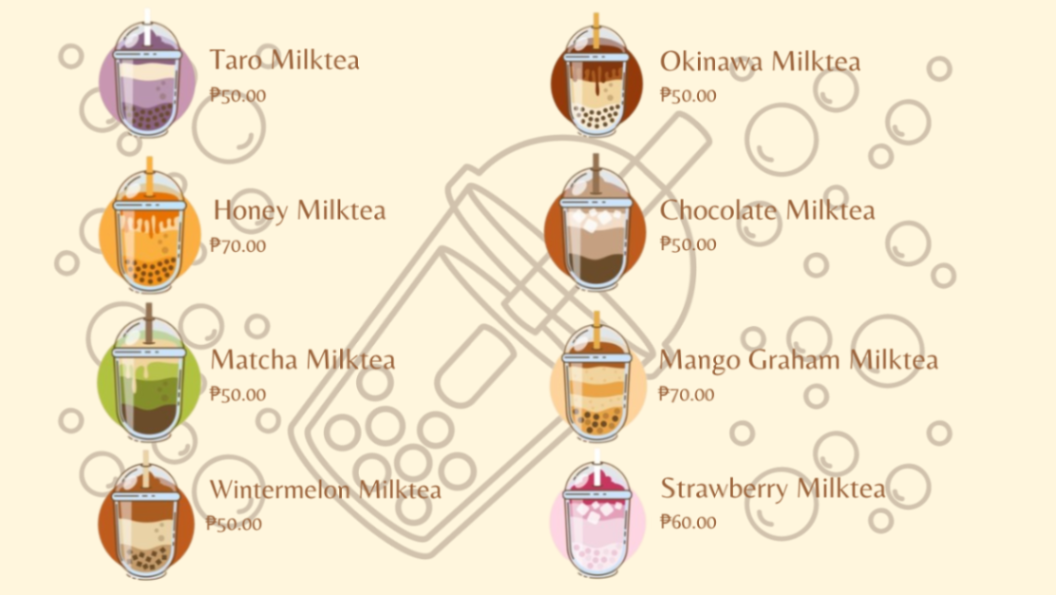 Taro Milktea
₱50.00
Honey Milktea
₱70.00
Matcha Milktea
₱50.00
Wintermelon Milktea
₱50.00
Okinawa Milktea
₱50.00
Chocolate Milktea
₱50.00
Mango Graham Milktea
₱70.00
Strawberry Milktea
₱60.00